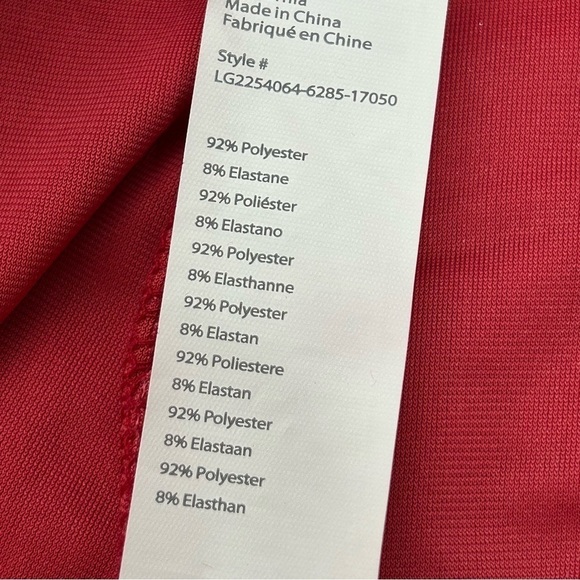 Made in China
Fabriqué en Chine
Style #
LG2254064-6285-17050
92% Polyester
8% Elastane
92% Poliéster
8% Elastano
92% Polyester
8% Elasthanne
92% Polyester
8% Elastan
92% Poliestere
8% Elastan
92% Polyester
8% Elastaan
92% Polyester
8% Elasthan